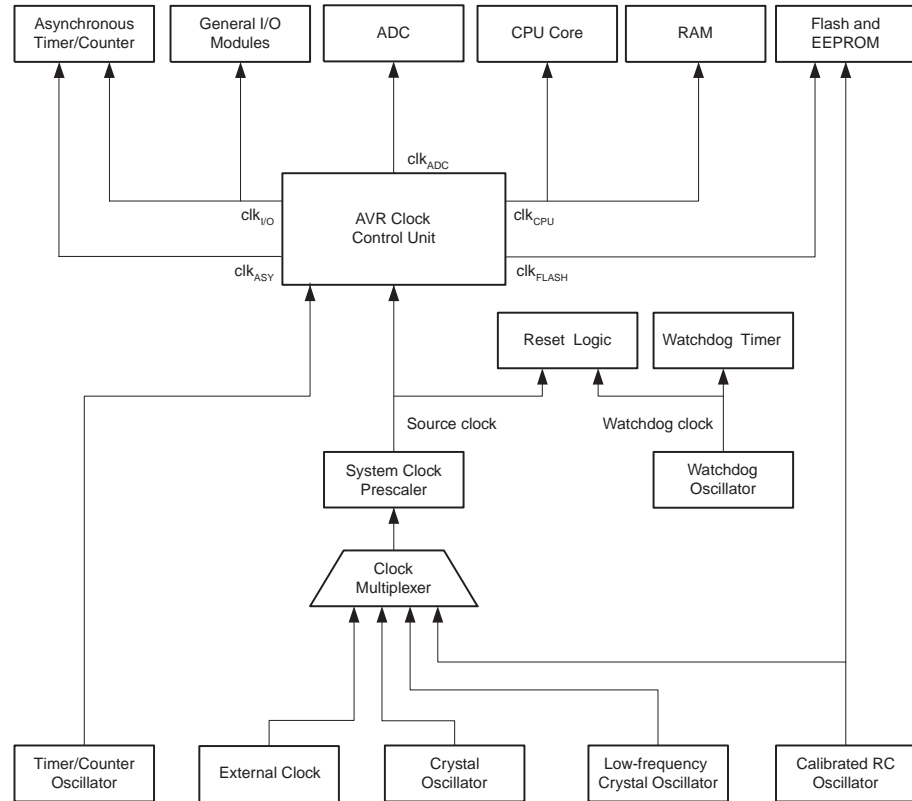 Asynchronous
Timer/Counter
General I/O
Modules
ADC
CPU Core
RAM
Flash and
EEPROM
clkADC
clkI/O
AVR Clock
Control Unit
clkCPU
clkASY
clkFLASH
Reset Logic
Watchdog Timer
Source clock
Watchdog clock
System Clock
Prescaler
Watchdog
Oscillator
Clock
Multiplexer
Timer/Counter
Oscillator
External Clock
Crystal
Oscillator
Low-frequency
Crystal Oscillator
Calibrated RC
Oscillator